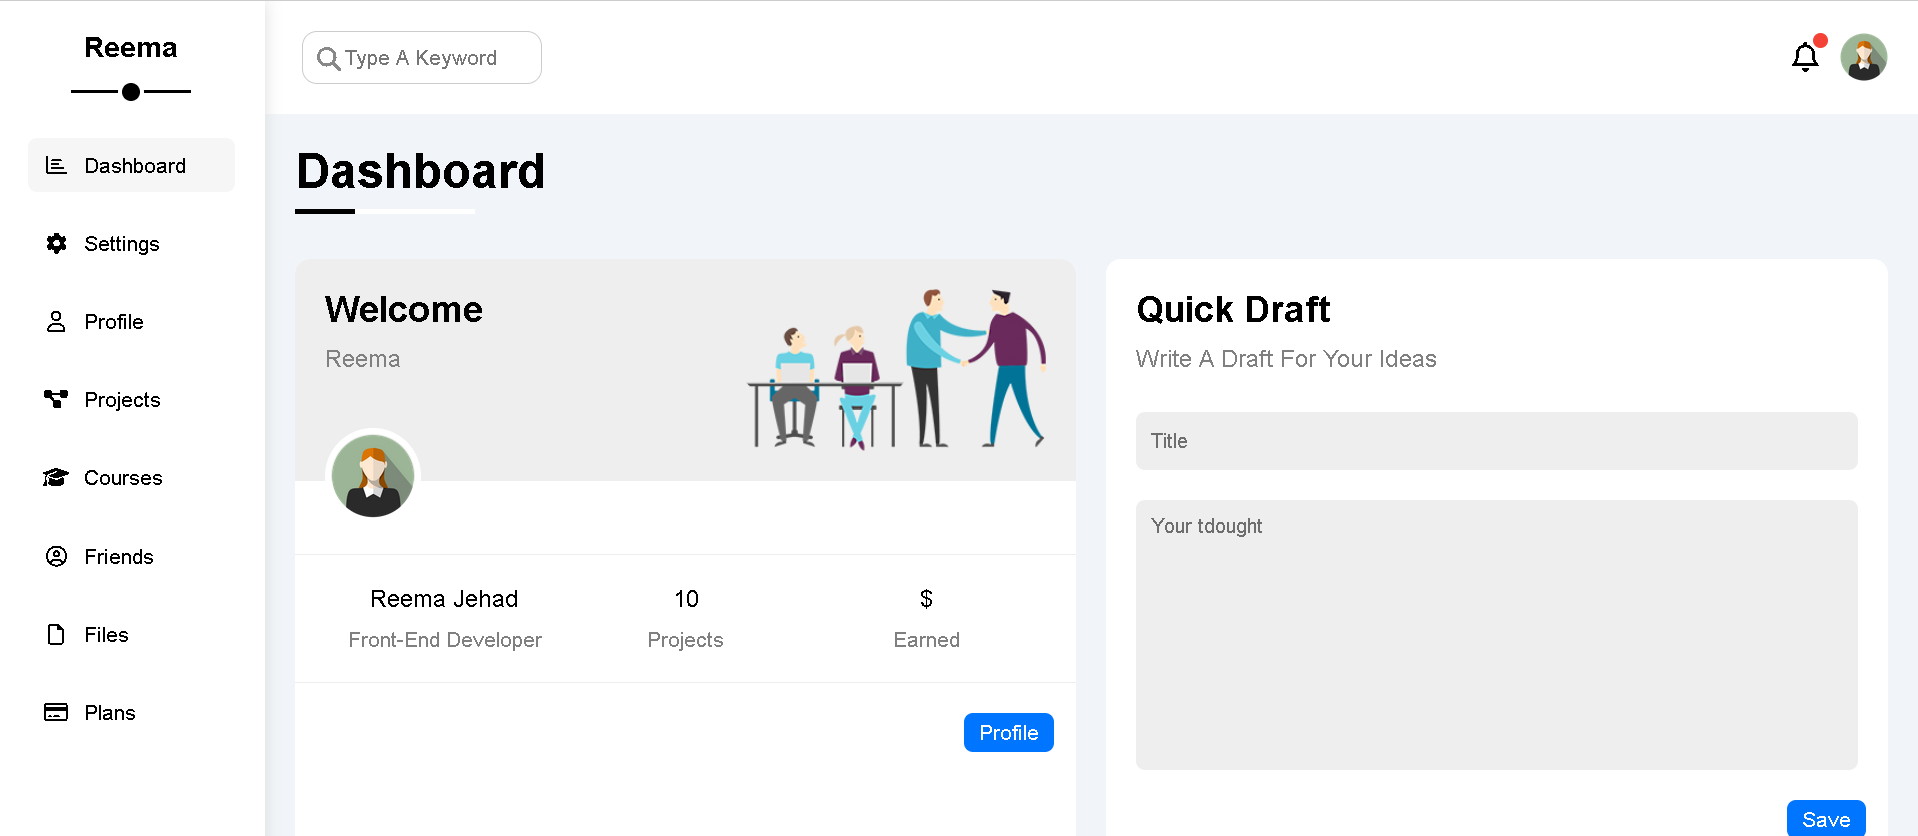 Reema
Dashboard
Settings
Profile
Projects
Courses
Friends
Files
Plans
Type A Keyword
Dashboard
Welcome
Reema
Reema Jehad
Front-End Developer
10
Projects
$
Earned
Profile
Quick Draft
Write A Draft For Your Ideas
Title
Your tdought
Save